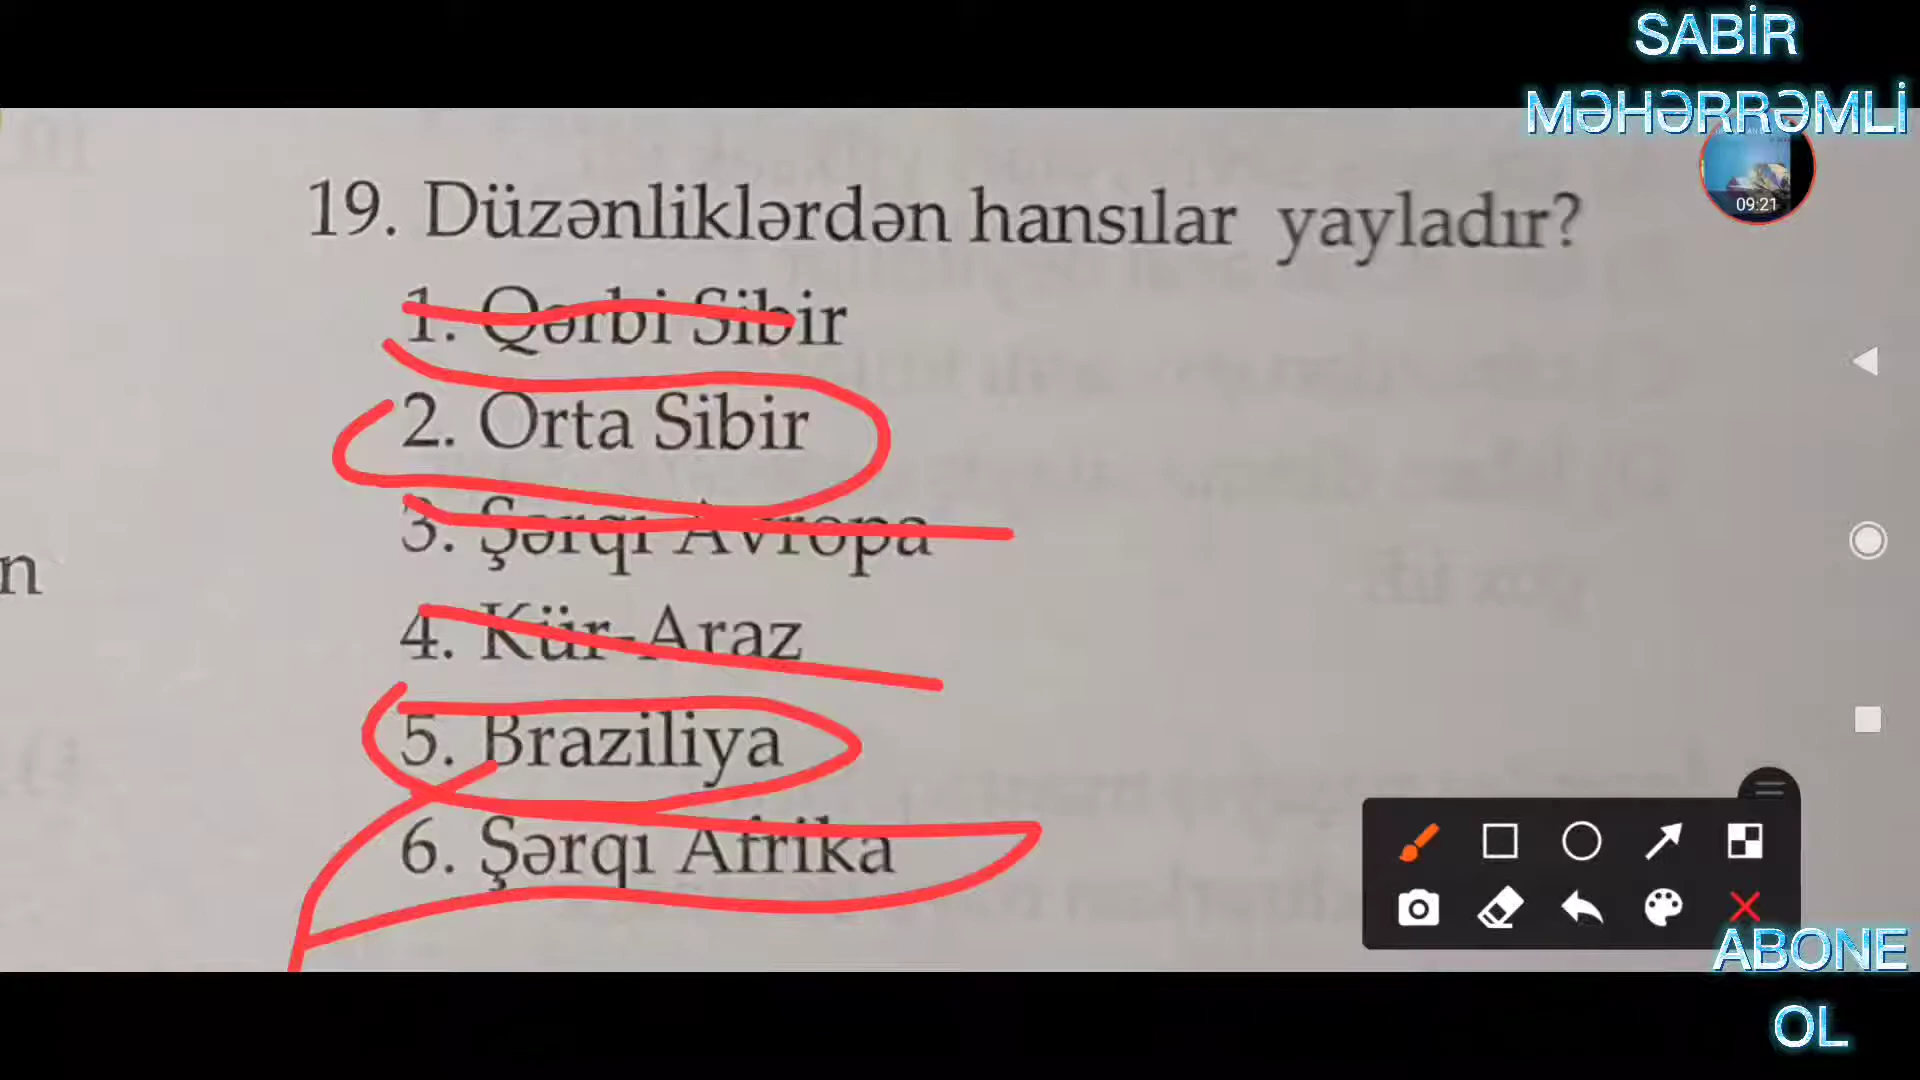 SABİR
MƏHƏRRƏMLİ
09:21
19. Düzənliklərdən hansılar yayladır?
1. Qərbi Sibir
2. Orta Sibir
3. Şərqi Avropa
4. Kür-Araz
5. Braziliya
6. Şərqi Afrika
n
ABONE
OL